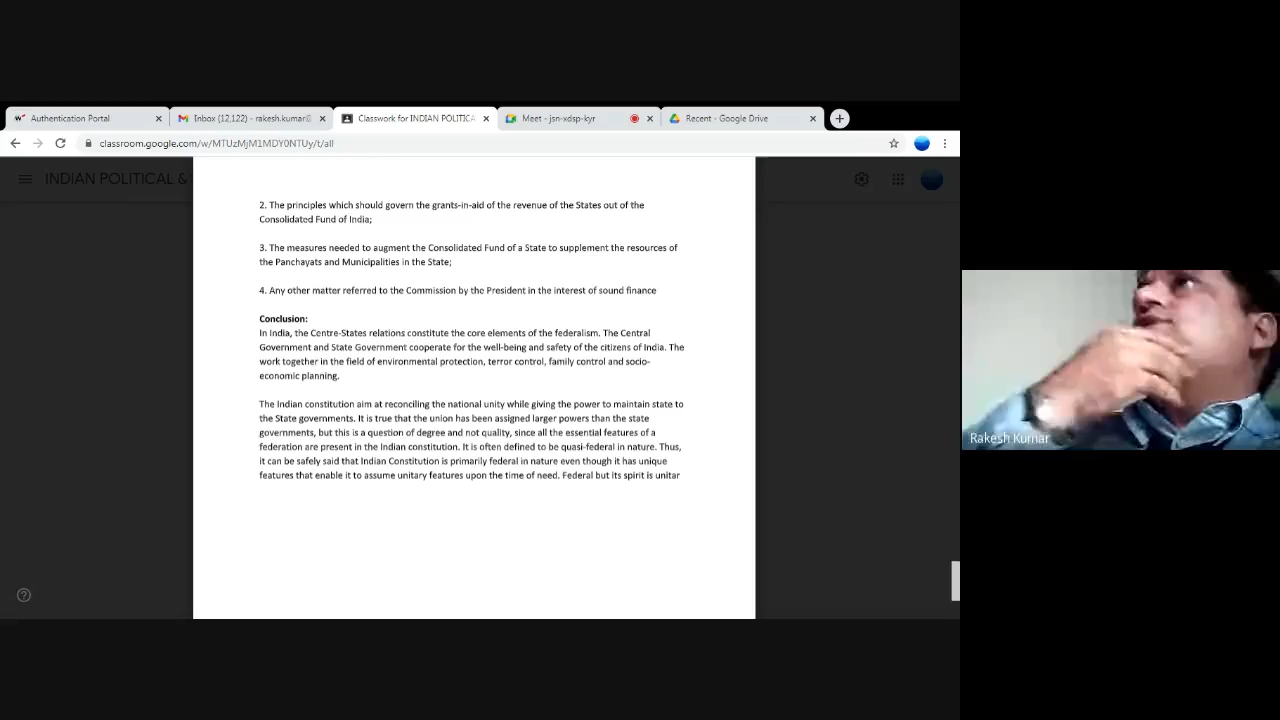 Authentication Portal
Inbox (12,122) - rakesh.kumar@
Classwork for INDIAN POLITICA
Meet - jsn-xdsp-kyr
Recent - Google Drive
classroom.google.com/w/MTUzMjM1MDY0NTUy/t/all
INDIAN POLITICAL &
2. The principles which should govern the grants-in-aid of the revenue of the States out of the
Consolidated Fund of India;
3. The measures needed to augment the Consolidated Fund of a State to supplement the resources of
the Panchayats and Municipalities in the State;
4. Any other matter referred to the Commission by the President in the interest of sound finance
Conclusion:
In India, the Centre-States relations constitute the core elements of the federalism. The Central
Government and State Government cooperate for the well-being and safety of the citizens of India. The
work together in the field of environmental protection, terror control, family control and socio-
economic planning.
The Indian constitution aim at reconciling the national unity while giving the power to maintain state to
the State governments. It is true that the union has been assigned larger powers than the state
governments, but this is a question of degree and not quality, since all the essential features of a
federation are present in the Indian constitution. It is often defined to be quasi-federal in nature. Thus,
it can be safely said that Indian Constitution is primarily federal in nature even though it has unique
features that enable it to assume unitary features upon the time of need. Federal but its spirit is unitar
Rakesh Kumar